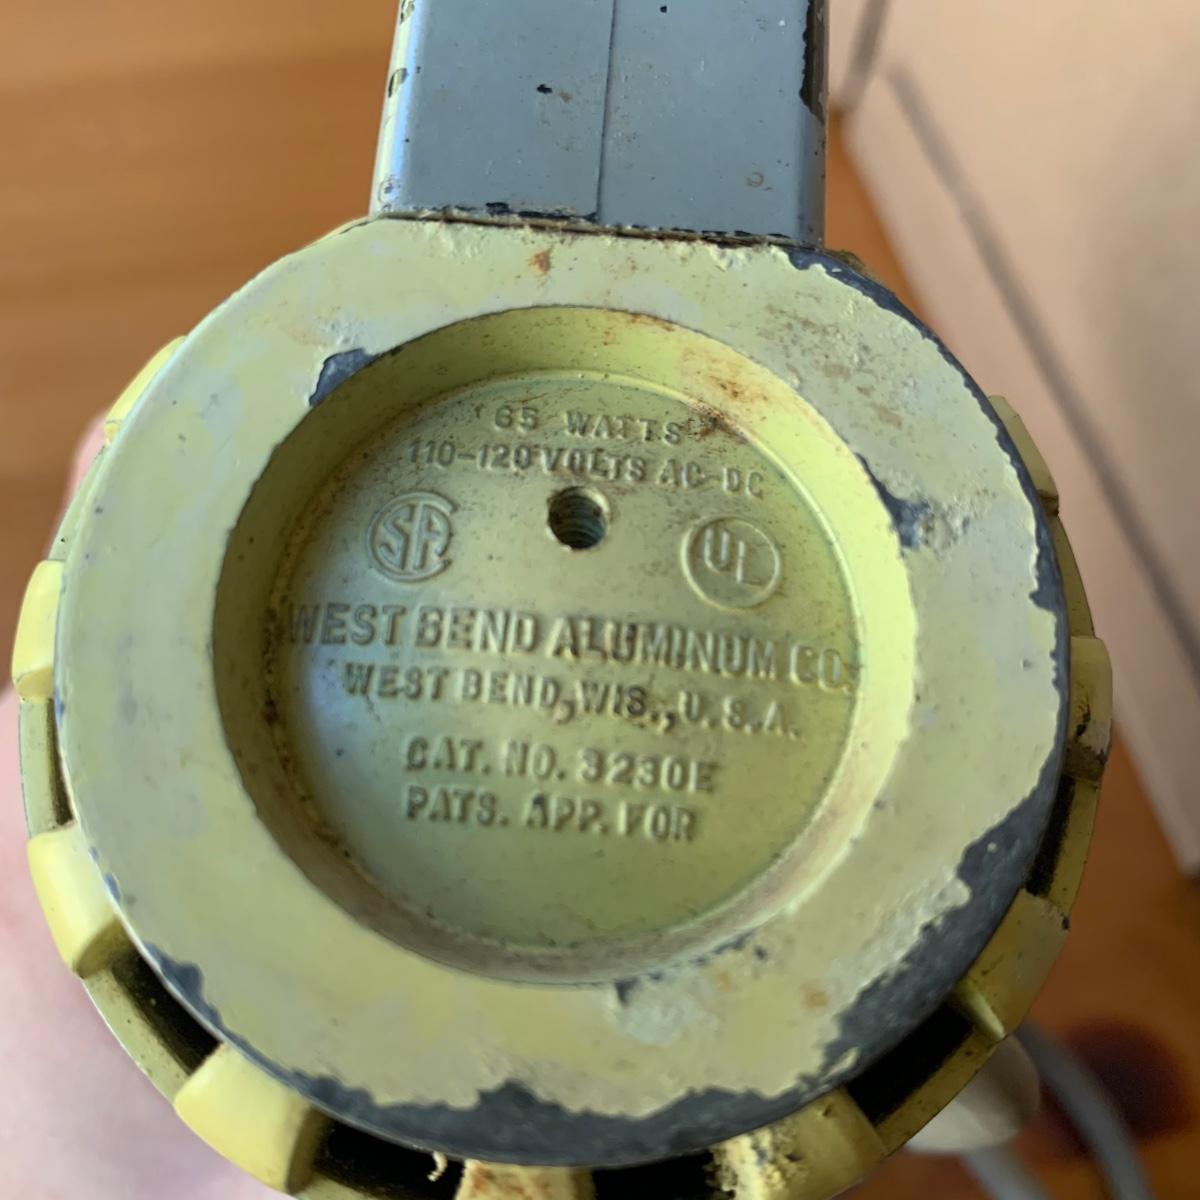 65 WATTS
110-120 VOLTS AC-DC
SA UL
WEST BEND ALUMINUM CO.
WEST BEND, WIS., U.S.A.
CAT. NO. 3230E
PATS. APP. FOR